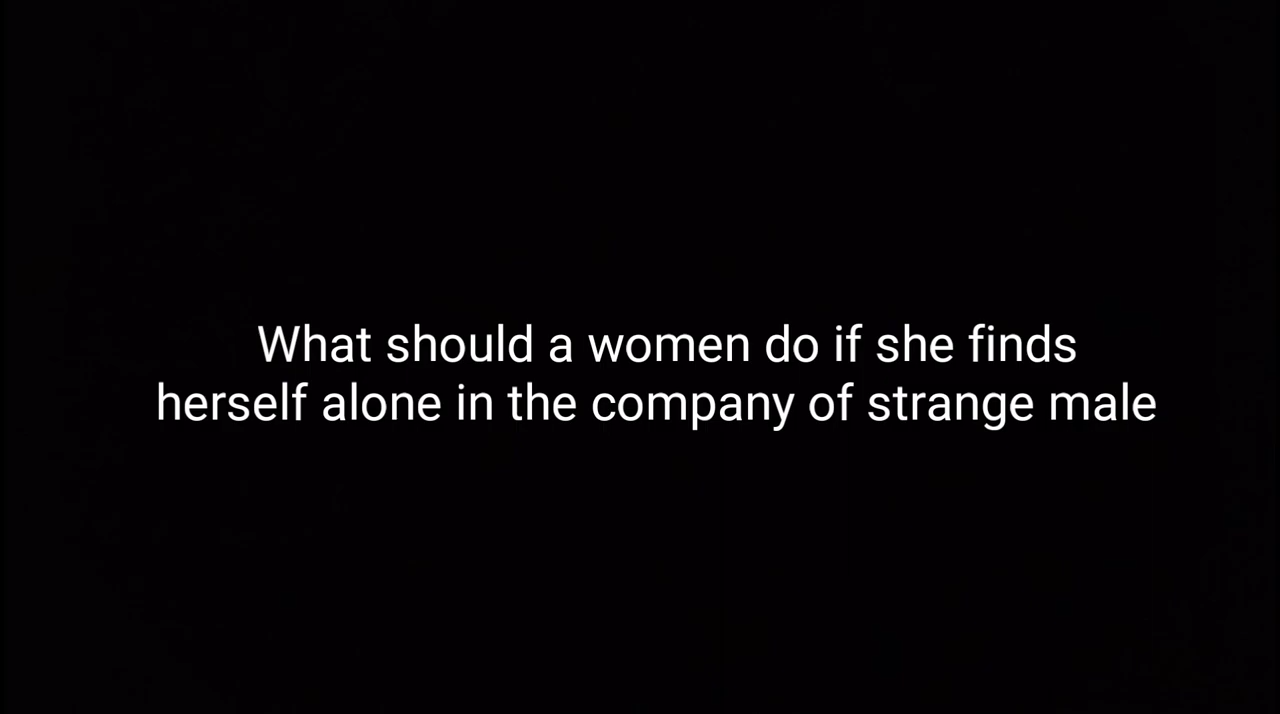 What should a women do if she finds
herself alone in the company of strange male